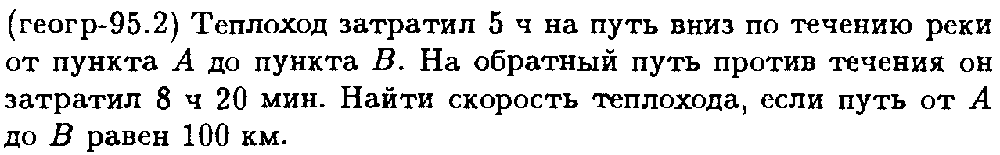 (геогр-95.2) Теплоход затратил 5 ч на путь вниз по течению реки
от пункта A до пункта B. На обратный путь против течения он
затратил 8 ч 20 мин. Найти скорость теплохода, если путь от A
до B равен 100 км.